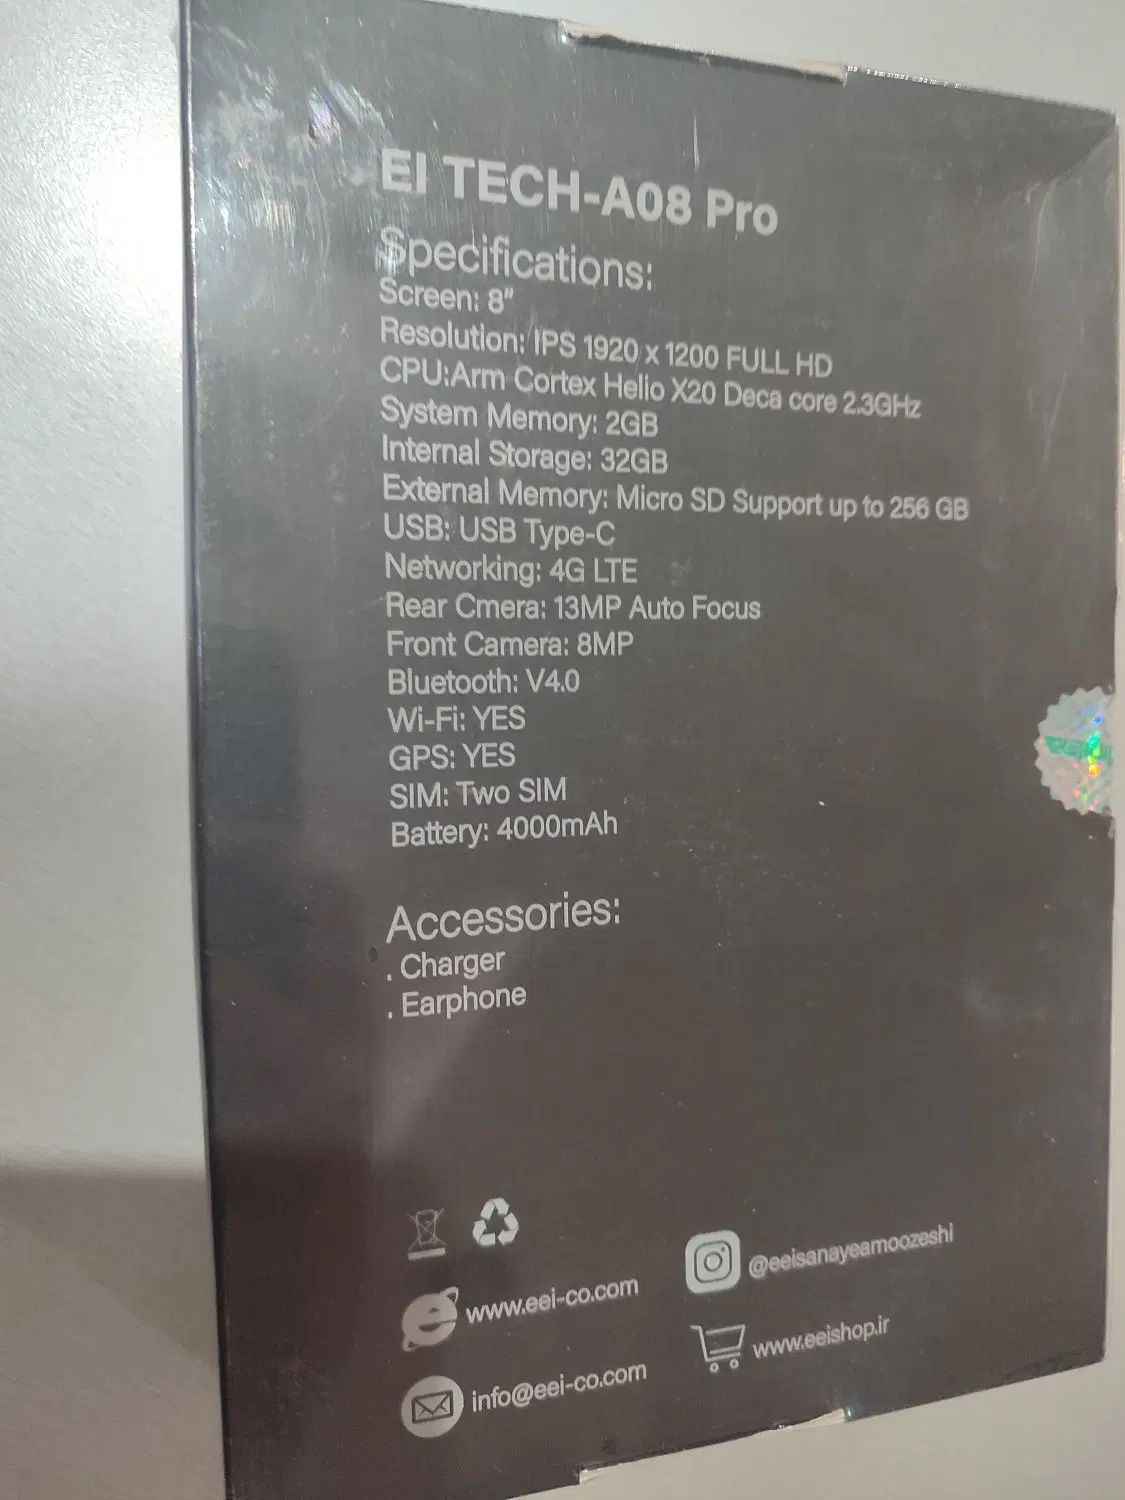 EI TECH-A08 Pro
Specifications:
Screen: 8"
Resolution: IPS 1920 x 1200 FULL HD
CPU:Arm Cortex Helio X20 Deca core 2.3GHz
System Memory: 2GB
Internal Storage: 32GB
External Memory: Micro SD Support up to 256 GB
USB: USB Type-C
Networking: 4G LTE
Rear Cmera: 13MP Auto Focus
Front Camera: 8MP
Bluetooth: V4.0
Wi-Fi: YES
GPS: YES
SIM: Two SIM
Battery: 4000mAh
Accessories:
. Charger
. Earphone
@eeisanayeamoozeshi
www.eei-co.com
www.eeishop.ir
info@eei-co.com